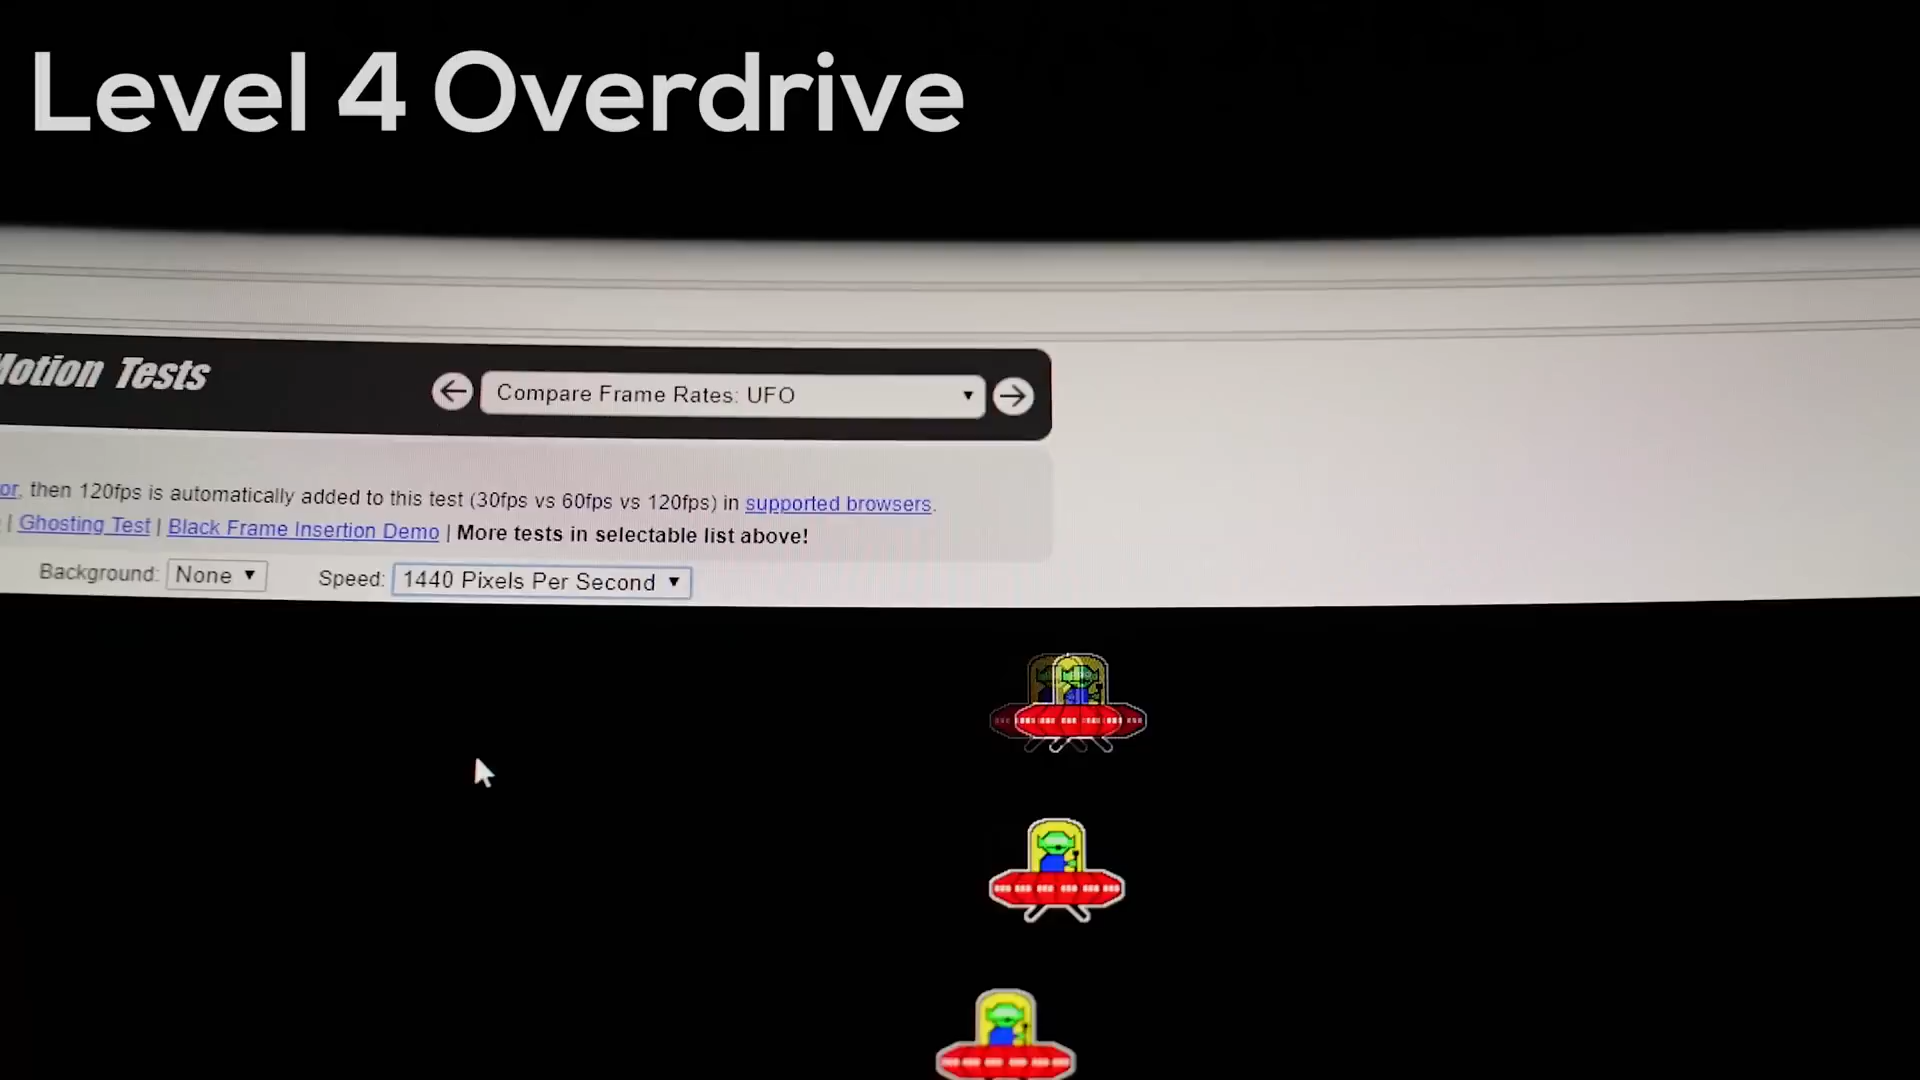 Level 4 Overdrive
Motion Tests
Compare Frame Rates: UFO
or, then 120fps is automatically added to this test (30fps vs 60fps vs 120fps) in supported browsers.
| Ghosting Test | Black Frame Insertion Demo | More tests in selectable list above!
Background: None Speed: 1440 Pixels Per Second